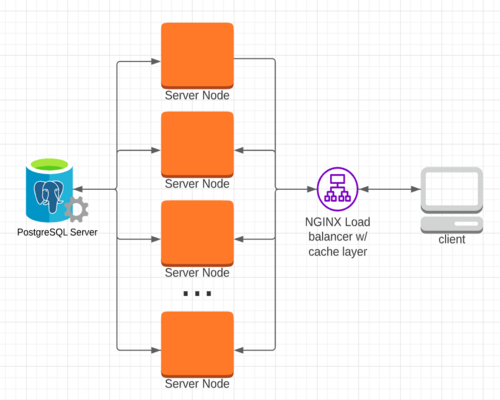 Server Node
Server Node
PostgreSQL Server
NGINX Load
balancer w/
cache layer
client
Server Node
...
Server Node